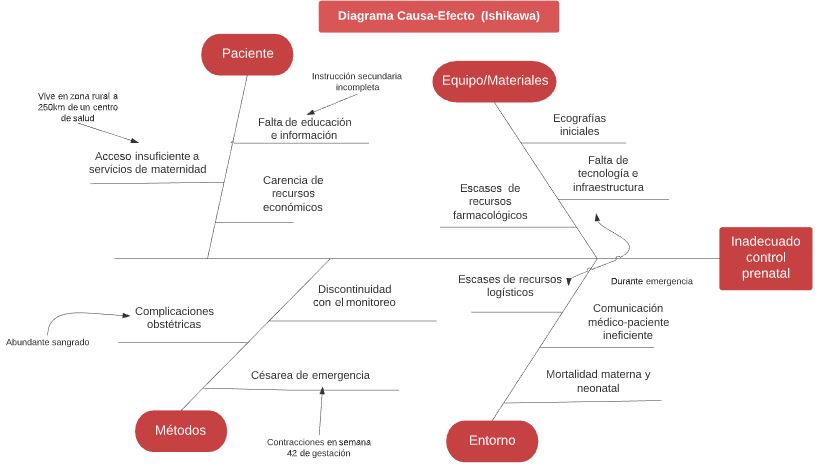 Diagrama Causa-Efecto (Ishikawa)
Paciente
Equipo/Materiales
Instrucción secundaria
incompleta
Vive en zona rural a
250km de un centro
de salud
Falta de educación
e información
Acceso insuficiente a
servicios de maternidad
Carencia de
recursos
económicos
Ecografías
iniciales
Falta de
tecnología e
infraestructura
Escases de
recursos
farmacológicos
Inadecuado
control
prenatal
Discontinuidad
con el monitoreo
Complicaciones
obstétricas
Abundante sangrado
Césarea de emergencia
Contracciones en semana
42 de gestación
Métodos
Escases de recursos
logísticos
Durante emergencia
Comunicación
médico-paciente
ineficiente
Mortalidad materna y
neonatal
Entorno